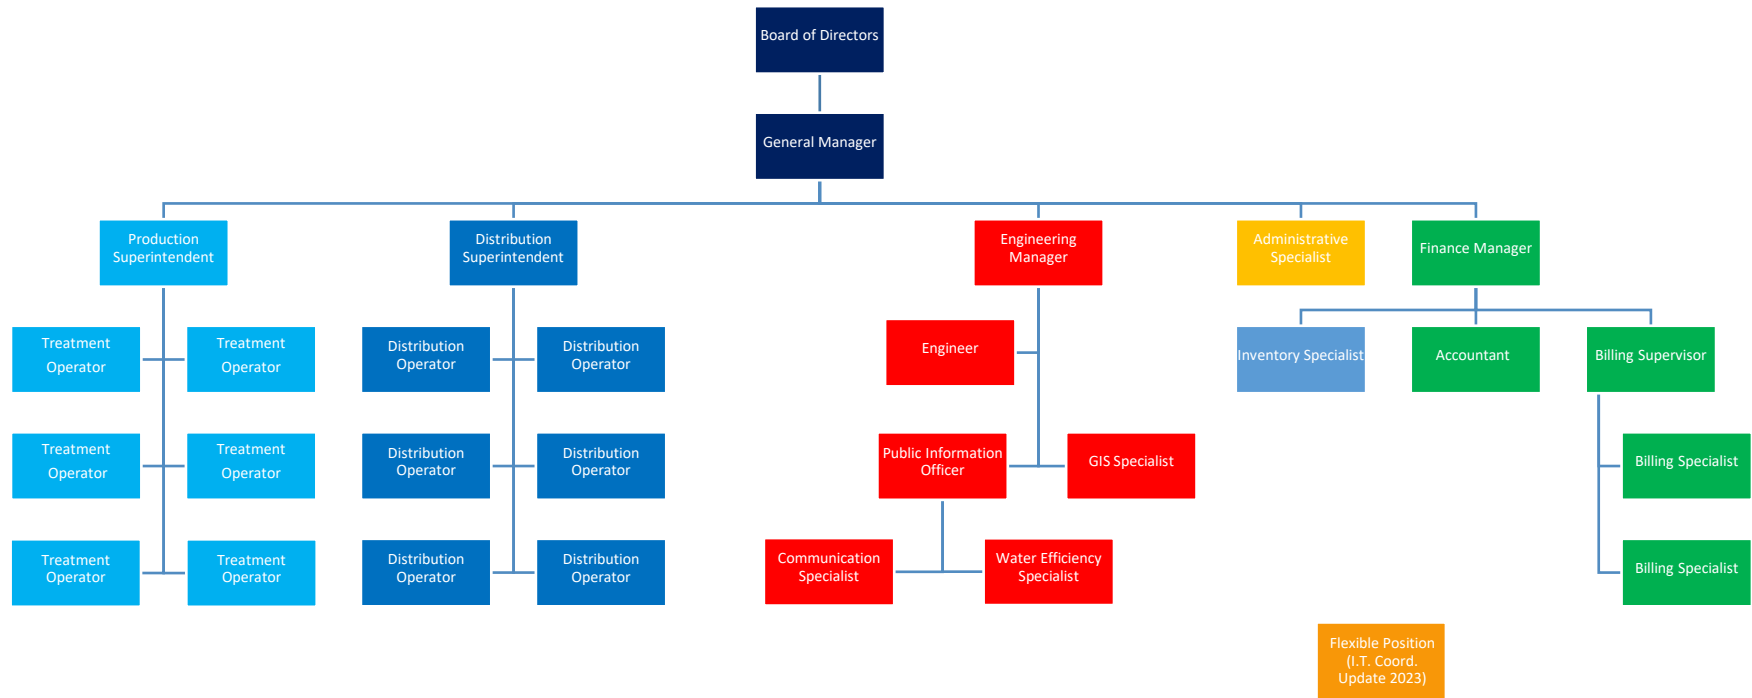 Board of Directors
General Manager
Production
Superintendent
Distribution
Superintendent
Engineering
Manager
Administrative
Specialist
Finance Manager
Treatment
Operator
Treatment
Operator
Distribution
Operator
Distribution
Operator
Engineer
Inventory Specialist
Accountant
Billing Supervisor
Treatment
Operator
Treatment
Operator
Distribution
Operator
Distribution
Operator
Public Information
Officer
GIS Specialist
Billing Specialist
Treatment
Operator
Treatment
Operator
Distribution
Operator
Distribution
Operator
Communication
Specialist
Water Efficiency
Specialist
Billing Specialist
Flexible Position
(I.T. Coord.
Update 2023)